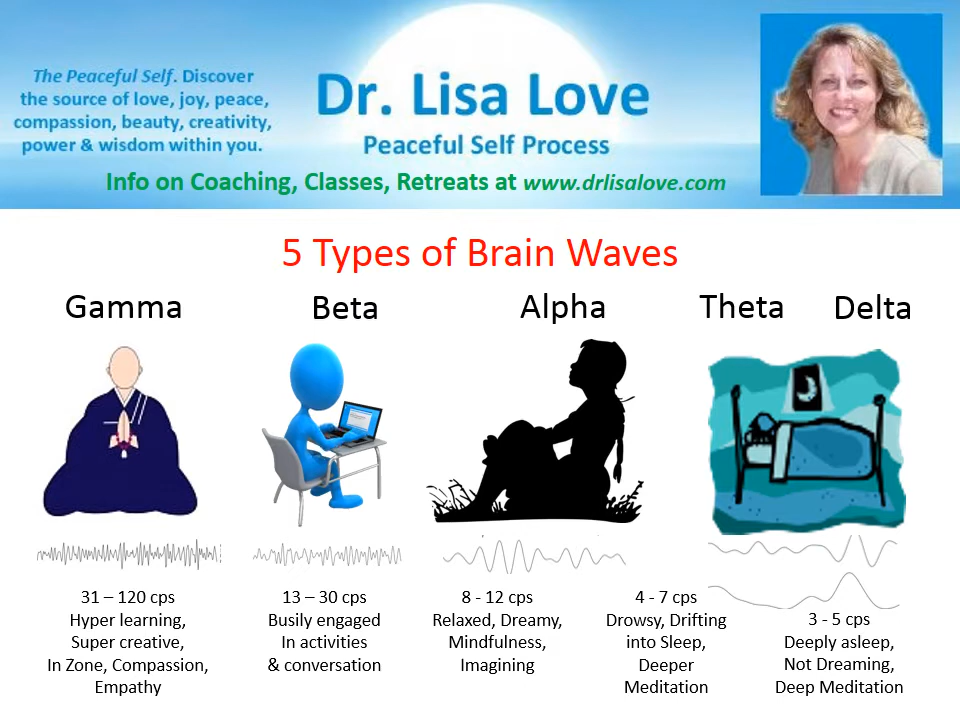 The Peaceful Self. Discover
the source of love, joy, peace,
compassion, beauty, creativity,
power & wisdom within you.
Dr. Lisa Love
Peaceful Self Process
Info on Coaching, Classes, Retreats at www.drlisalove.com
5 Types of Brain Waves
Gamma
Beta
Alpha
Theta
Delta
31 – 120 cps
Hyper learning,
Super creative,
In Zone, Compassion,
Empathy
13 – 30 cps
Busily engaged
In activities
& conversation
8 - 12 cps
Relaxed, Dreamy,
Mindfulness,
Imagining
4 - 7 cps
Drowsy, Drifting
into Sleep,
Deeper
Meditation
3 - 5 cps
Deeply asleep,
Not Dreaming,
Deep Meditation